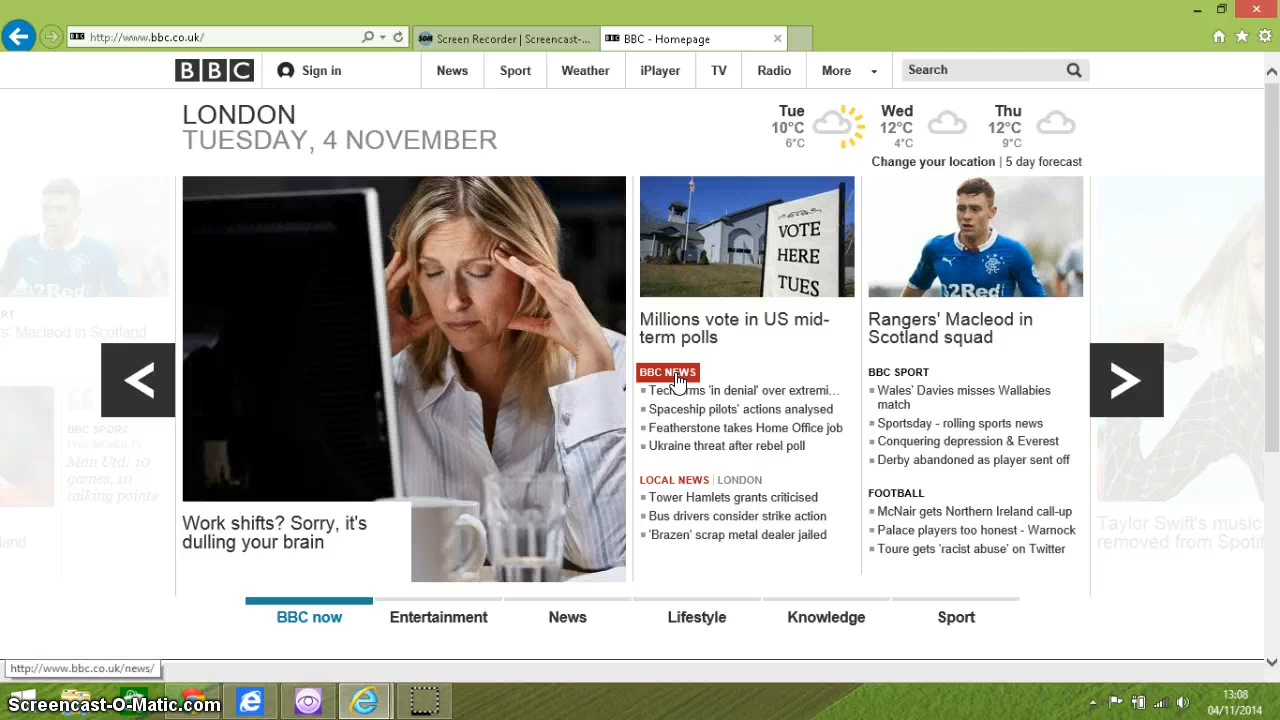 http://www.bbc.co.uk/
Screen Recorder | Screencast-...
BBC - Homepage
BBC
Sign in
News
Sport
Weather
iPlayer
TV
Radio
More
Search
LONDON
TUESDAY, 4 NOVEMBER
Tue
10°C
6°C
Wed
12°C
4°C
Thu
12°C
9°C
Change your location | 5 day forecast
VOTE
HERE
TUES
2Red
Work shifts? Sorry, it's
dulling your brain
Millions vote in US mid-
term polls
BBC NEWS
'in denial' over extremi...
Spaceship pilots' actions analysed
Featherstone takes Home Office job
Ukraine threat after rebel poll
LOCAL NEWS | LONDON
Tower Hamlets grants criticised
Bus drivers consider strike action
'Brazen' scrap metal dealer jailed
Rangers' Macleod in
Scotland squad
BBC SPORT
Wales' Davies misses Wallabies
match
Sportsday - rolling sports news
Conquering depression & Everest
Derby abandoned as player sent off
FOOTBALL
McNair gets Northern Ireland call-up
Palace players too honest - Warnock
Toure gets 'racist abuse' on Twitter
' Macleod in Scotland
BBC SPORT
Man Utd: 10
games, 10
talking points
Taylor Swift's music
removed from Spotif
BBC now
Entertainment
News
Lifestyle
Knowledge
Sport
http://www.bbc.co.uk/news/
Screencast-O-Matic.com
13:08
04/11/2014